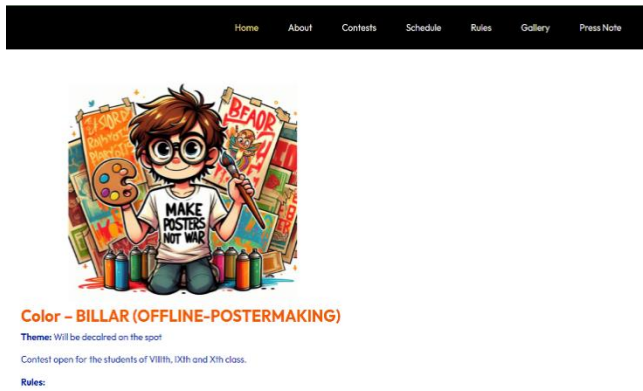 Home About Contests Schedule Rules Gallery Press Note
BEAOR
MAKE
POSTERS
NOT WAR
Color – BILLAR (OFFLINE-POSTERMAKING)
Theme: Will be decalred on the spot
Contest open for the students of VIIIth, IXth and Xth class.
Rules: